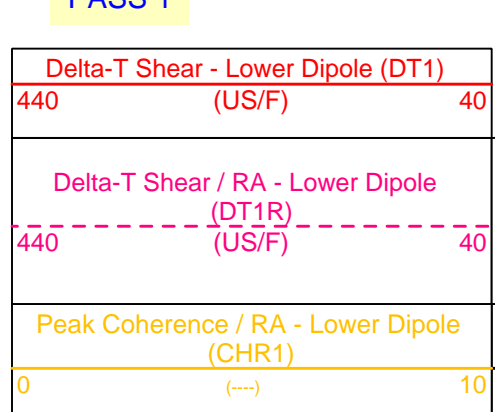 PASS 1
Delta-T Shear - Lower Dipole (DT1)
440 (US/F) 40
Delta-T Shear / RA - Lower Dipole
(DT1R)
440 (US/F) 40
Peak Coherence / RA - Lower Dipole
(CHR1)
0 (----) 10